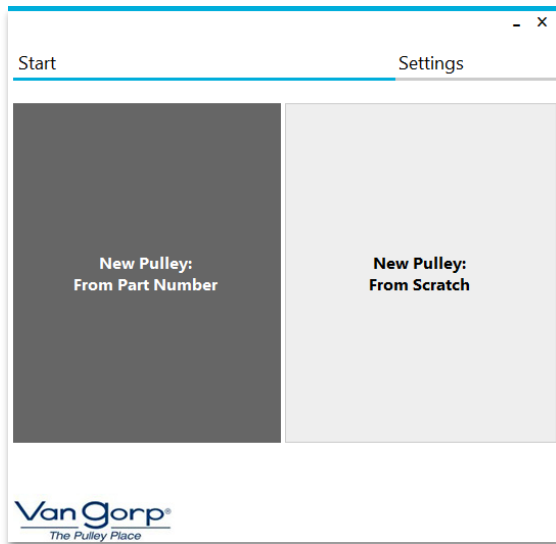 Start
Settings
New Pulley:
From Part Number
New Pulley:
From Scratch
Van Gorp®
The Pulley Place